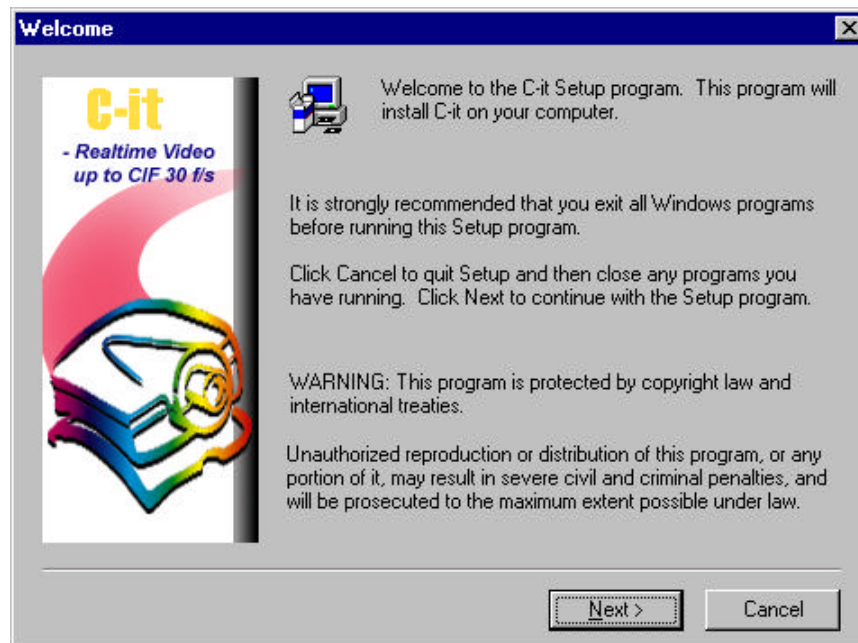 Welcome
C-it
- Realtime Video
up to CIF 30 f/s
Welcome to the C-it Setup program. This program will
install C-it on your computer.
It is strongly recommended that you exit all Windows programs
before running this Setup program.
Click Cancel to quit Setup and then close any programs you
have running. Click Next to continue with the Setup program.
WARNING: This program is protected by copyright law and
international treaties.
Unauthorized reproduction or distribution of this program, or any
portion of it, may result in severe civil and criminal penalties, and
will be prosecuted to the maximum extent possible under law.
Next >
Cancel